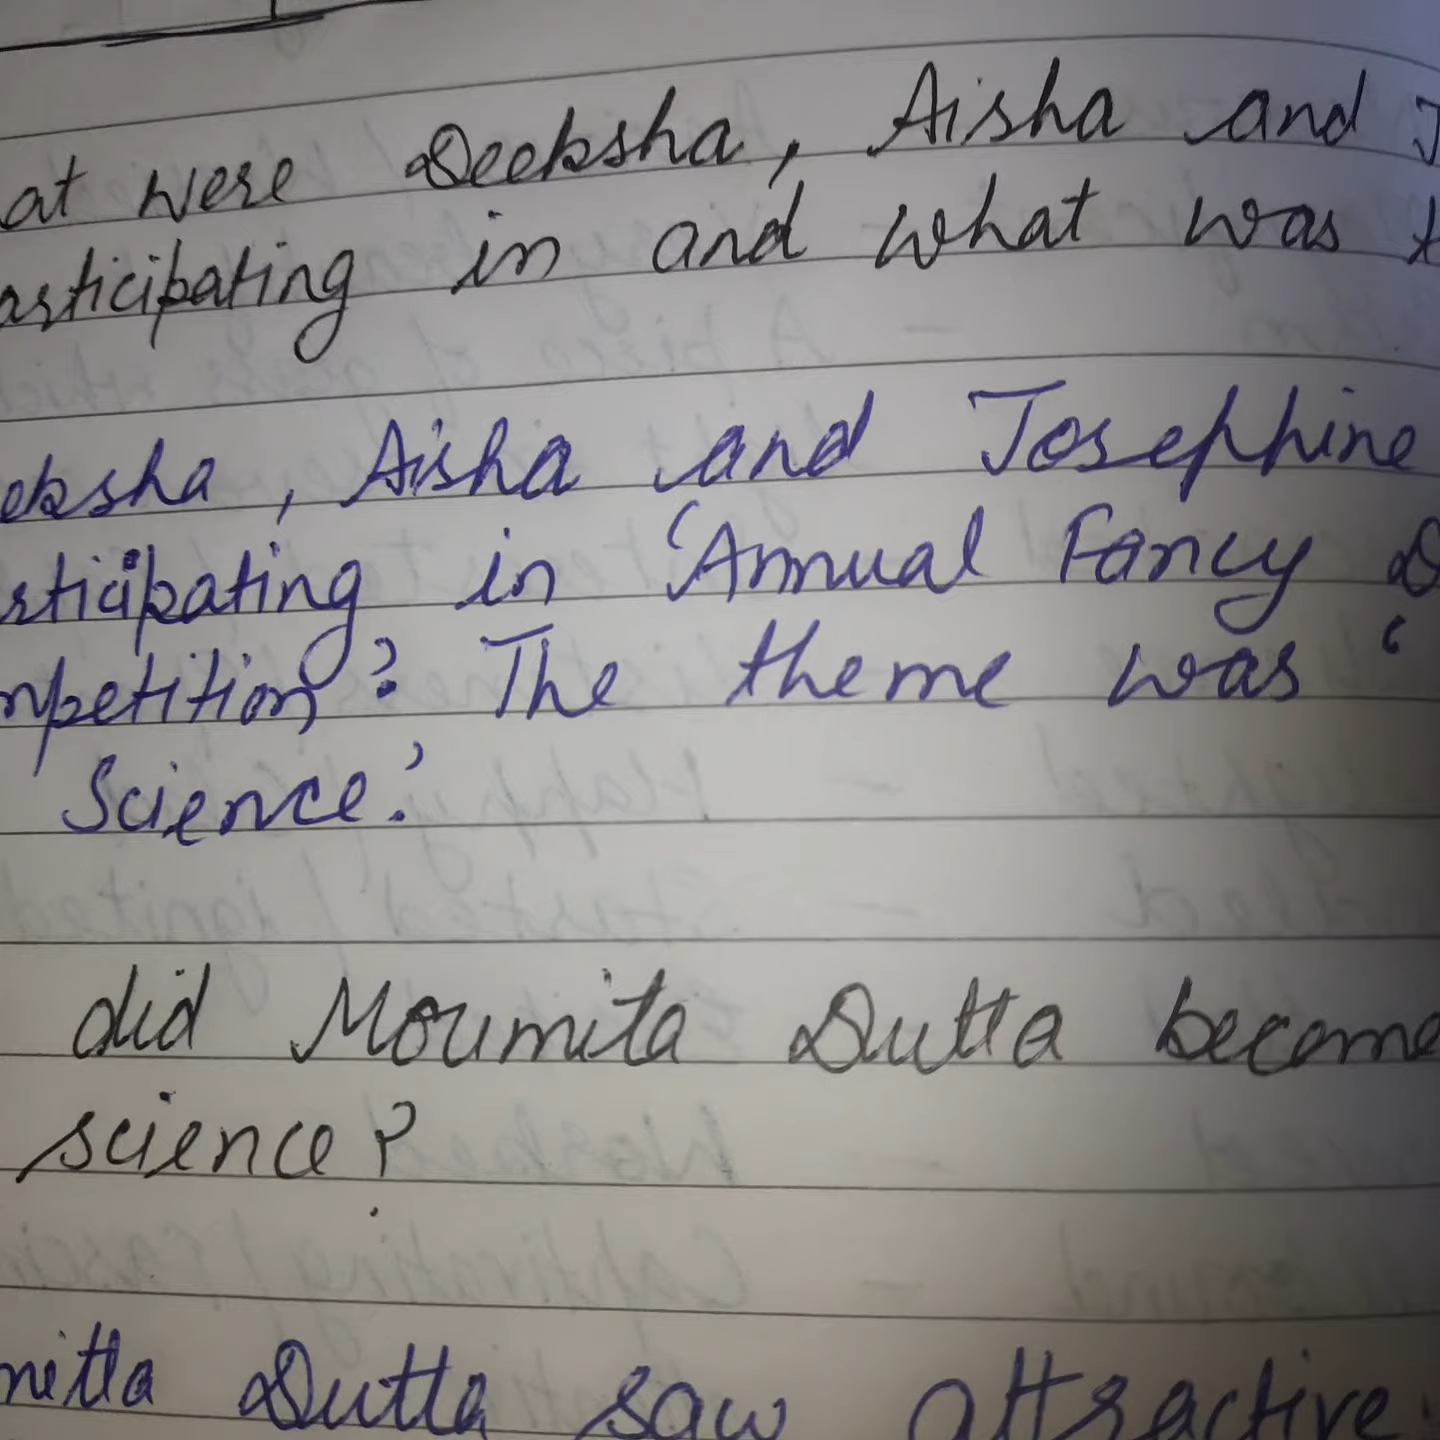 at were Deeksha, Aisha and J
articipating in and what was t
eksha, Aisha and Josephine
rticipating in 'Annual Fancy D
mpetition? The theme was '
Science.'
did Moumita Dutta become
science?
mitta Dutta saw attractive